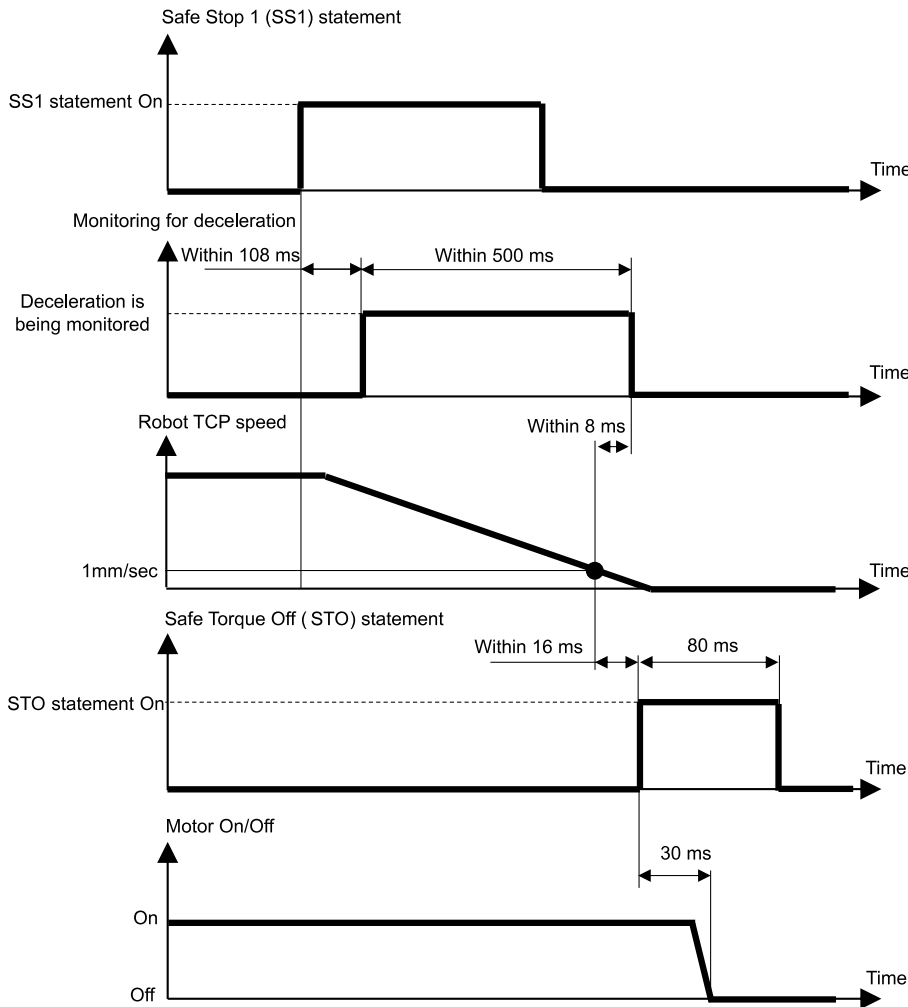 Safe Stop 1 (SS1) statement
SS1 statement On
Time
Monitoring for deceleration
Within 108 ms
Within 500 ms
Deceleration is
being monitored
Time
Robot TCP speed
Within 8 ms
1mm/sec
Time
Safe Torque Off (STO) statement
Within 16 ms
80 ms
STO statement On
Time
Motor On/Off
30 ms
On
Off
Time